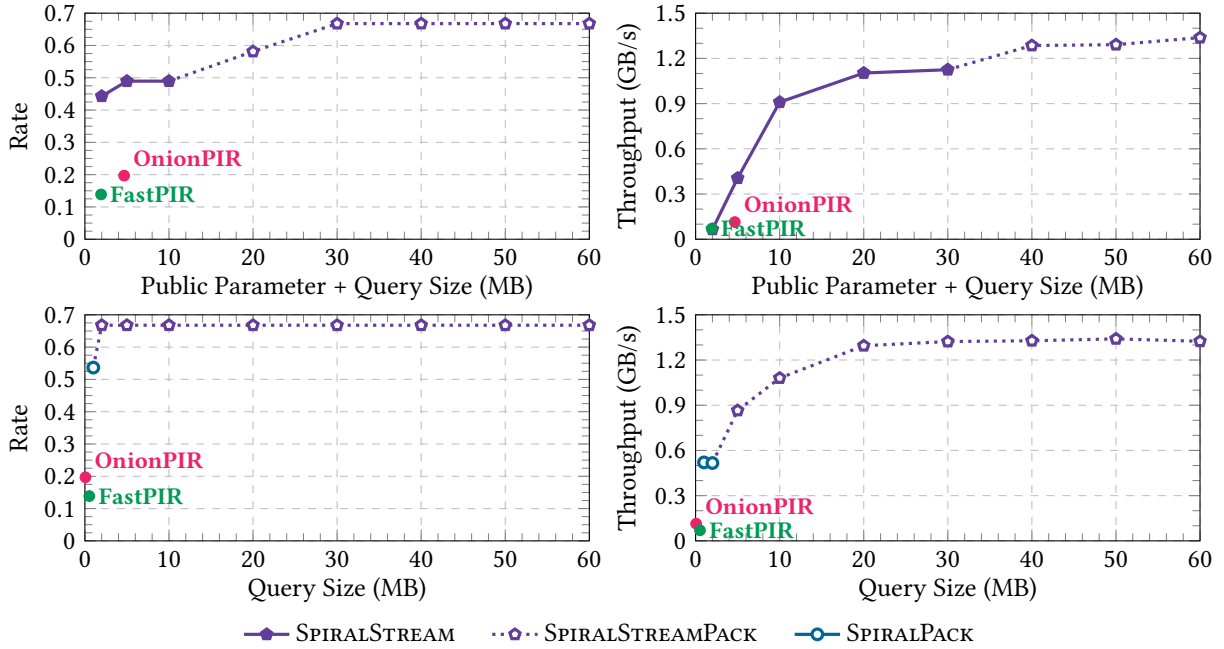 0.7
0.6
0.5
0.4
0.3
0.2
0.1
0
Rate
OnionPIR
FastPIR
0 10 20 30 40 50 60
Public Parameter + Query Size (MB)
1.5
1.2
0.9
0.6
0.3
0
Throughput (GB/s)
OnionPIR
FastPIR
0 10 20 30 40 50 60
Public Parameter + Query Size (MB)
0.7
0.6
0.5
0.4
0.3
0.2
0.1
0
Rate
OnionPIR
FastPIR
0 10 20 30 40 50 60
Query Size (MB)
1.5
1.2
0.9
0.6
0.3
0
Throughput (GB/s)
OnionPIR
FastPIR
0 10 20 30 40 50 60
Query Size (MB)
SPIRALSTREAM SPIRALSTREAMPACK SPIRALPACK